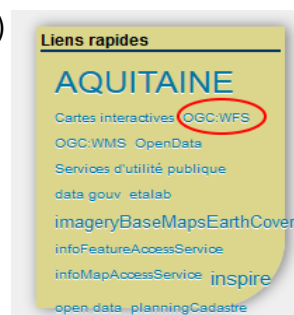 )
Liens rapides
AQUITAINE
Cartes interactives OGC:WFS
OGC:WMS OpenData
Services d'utilité publique
data gouv etalab
imageryBaseMapsEarthCover
infoFeatureAccessService
infoMapAccessService inspire
open data planningCadastre